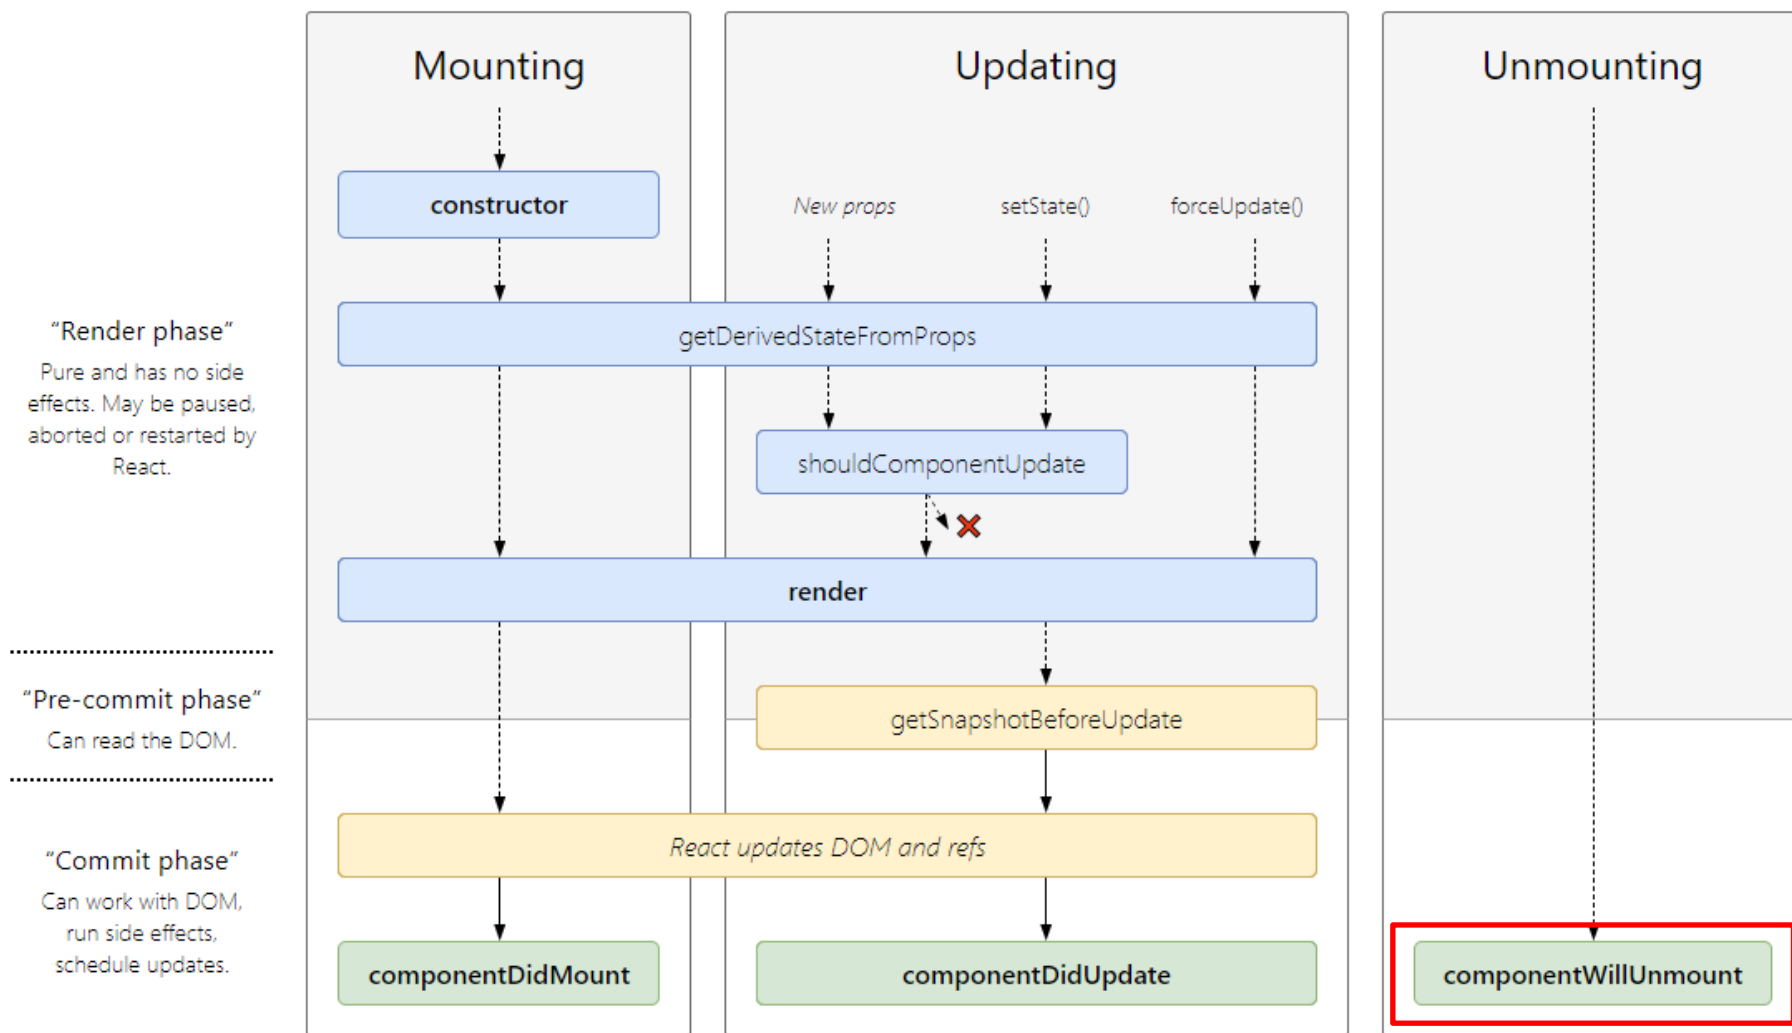 Mounting
Updating
Unmounting
constructor
New props
setState()
forceUpdate()
“Render phase”
Pure and has no side
effects. May be paused,
aborted or restarted by
React.
getDerivedStateFromProps
shouldComponentUpdate
render
“Pre-commit phase”
Can read the DOM.
getSnapshotBeforeUpdate
“Commit phase”
Can work with DOM,
run side effects,
schedule updates.
React updates DOM and refs
componentDidMount
componentDidUpdate
componentWillUnmount